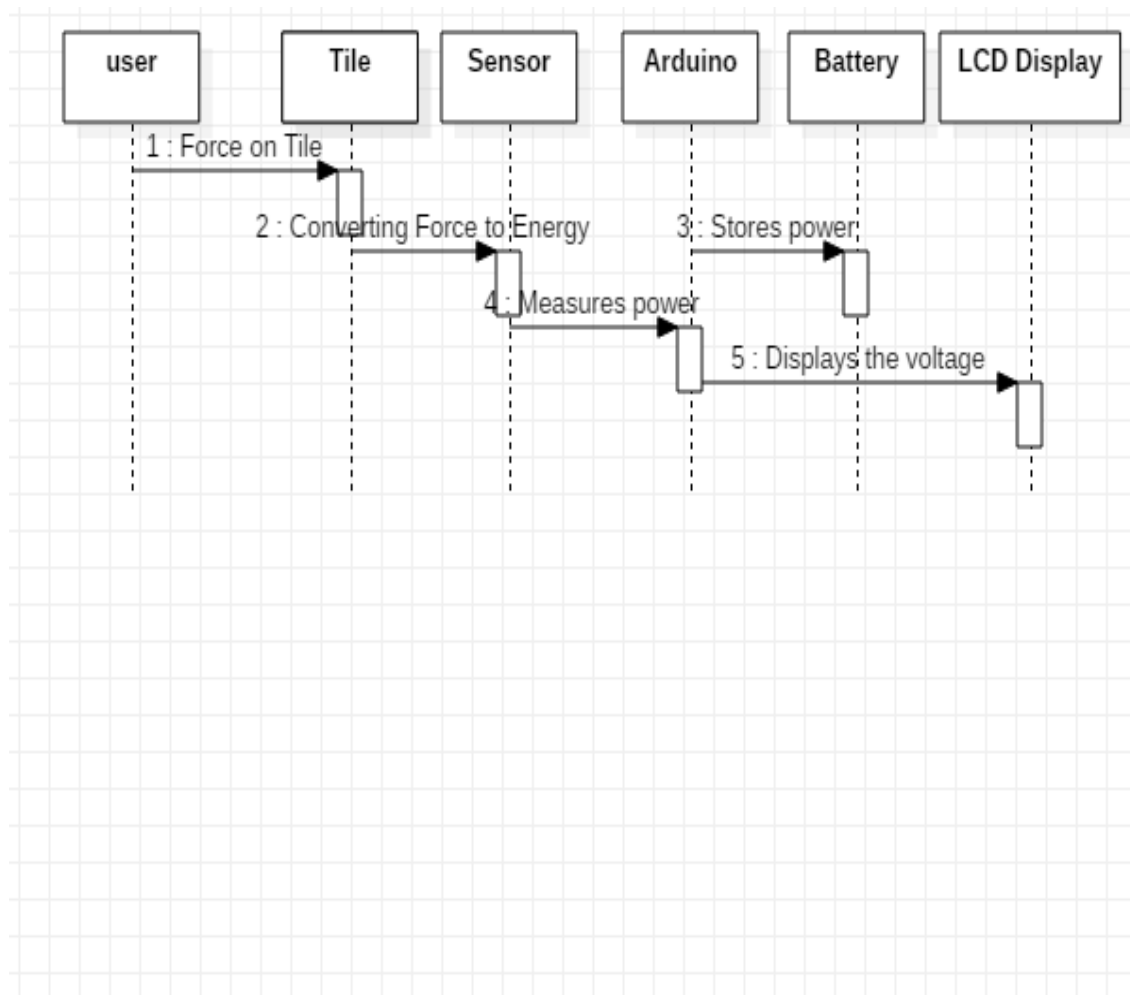 user
Tile
Sensor
Arduino
Battery
LCD Display
1 : Force on Tile
2 : Converting Force to Energy
3 : Stores power
4 : Measures power
5 : Displays the voltage